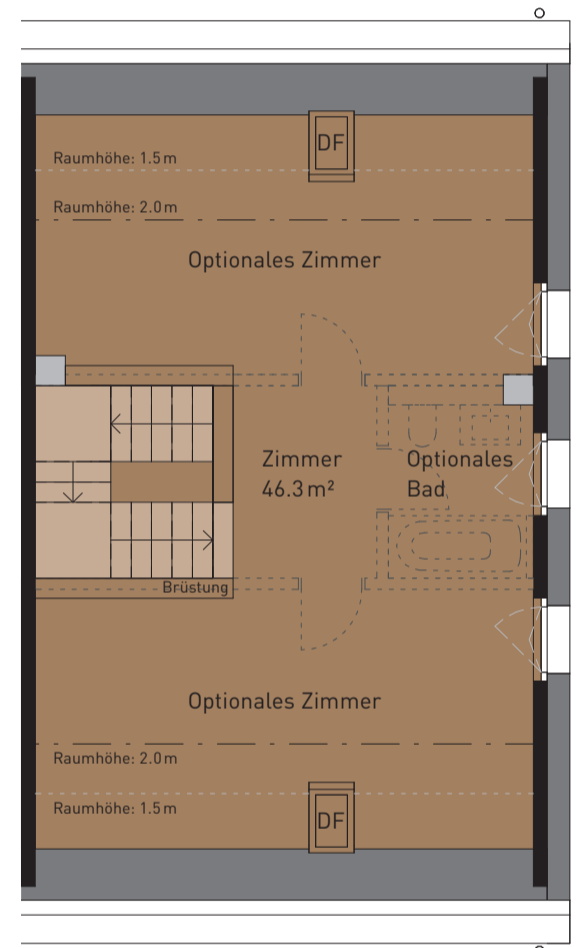 DF
Raumhöhe: 1.5 m
Raumhöhe: 2.0 m
Optionales Zimmer
Zimmer
46.3 m²
Optionales
Bad
Brüstung
Optionales Zimmer
Raumhöhe: 2.0 m
Raumhöhe: 1.5 m
DF